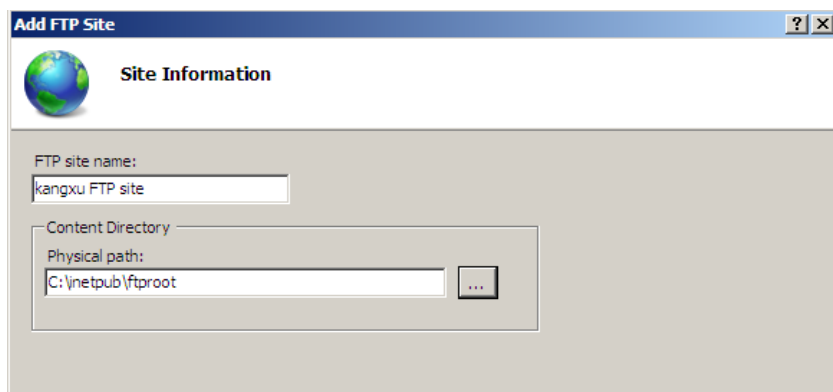 Add FTP Site
Site Information
FTP site name:
kangxu FTP site
Content Directory
Physical path:
C:\inetpub\ftproot
...